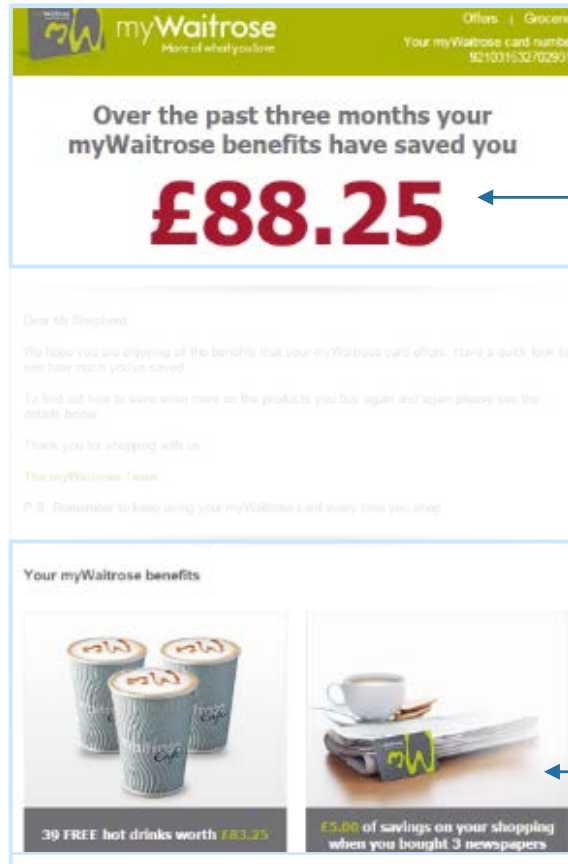 myWaitrose
More of what you love
Offers | Grocerie
Your myWaitrose card numbe
Over the past three months your
myWaitrose benefits have saved you
£88.25
Dear Mr Shepherd,
We hope you are enjoying all the benefits that your myWaitrose card offers. Have a quick look to
see how much you've saved.
To find out how to save even more on the products you buy again and again please see the
details below.
Thank you for shopping with us.
The myWaitrose Team
P.S. Remember to keep using your myWaitrose card every time you shop.
Your myWaitrose benefits
39 FREE hot drinks worth £83.25
£5.00 of savings on your shopping
when you bought 3 newspapers